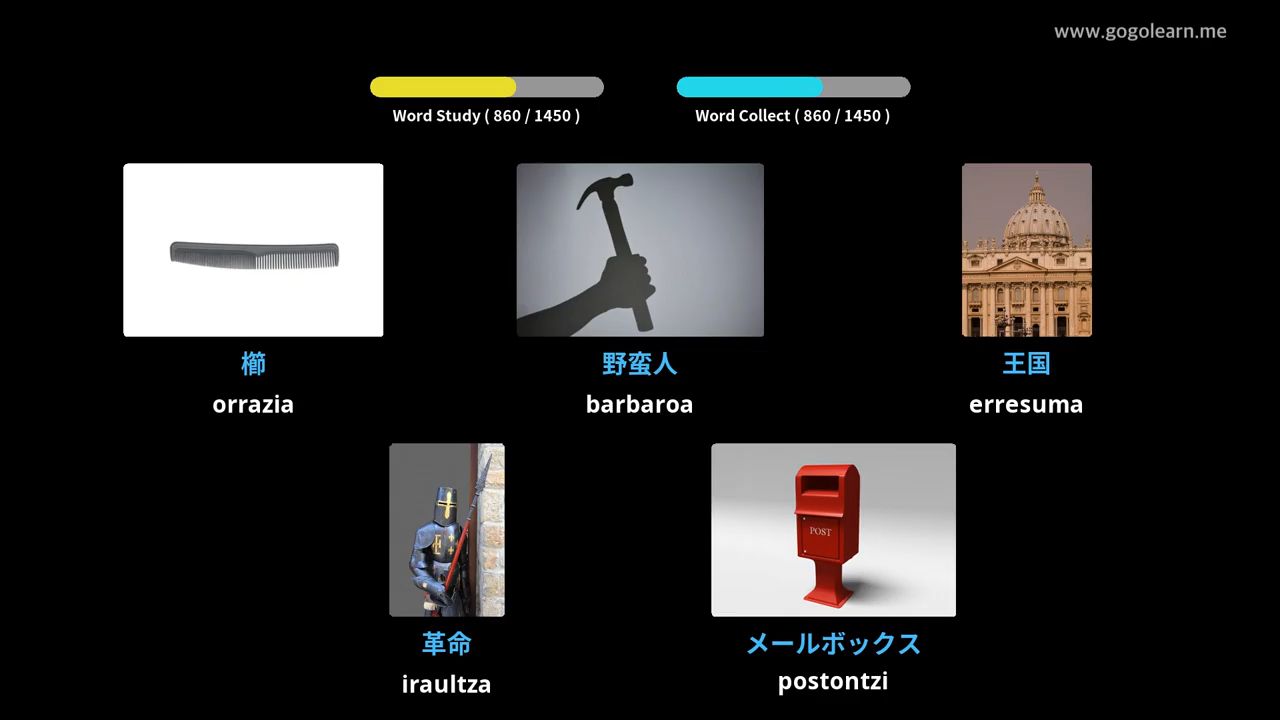 www.gogolearn.me
Word Study ( 860 / 1450 )
Word Collect ( 860 / 1450 )
櫛
野蛮人
王国
orrazia
barbaroa
erresuma
POST
革命
メールボックス
iraultza
postontzi